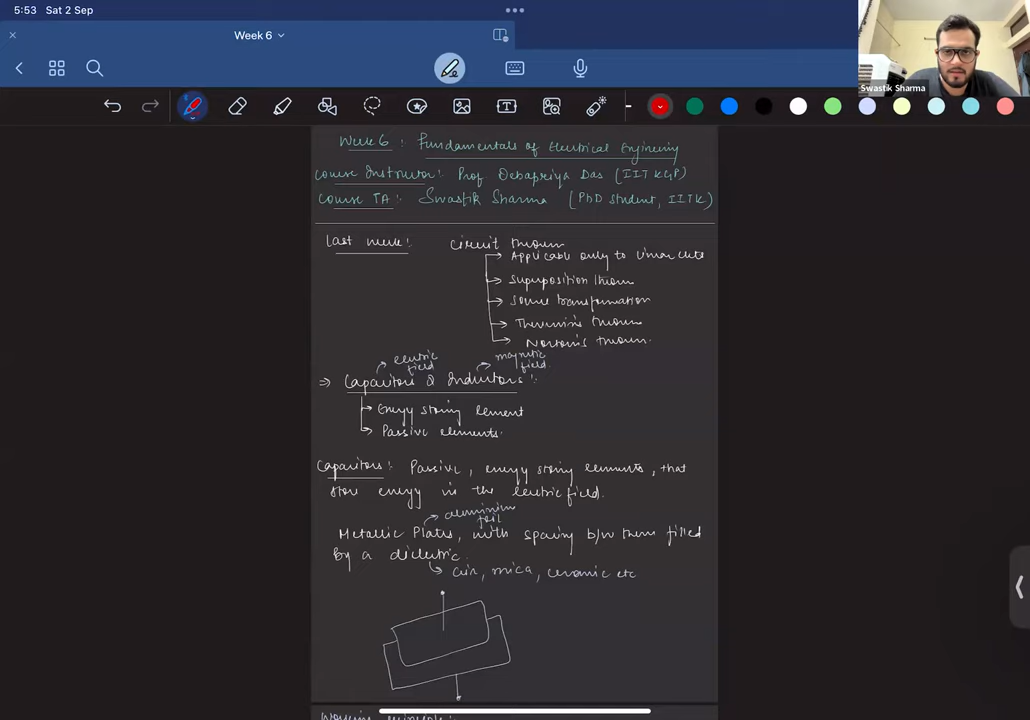 5:53 Sat 2 Sep
Week 6
Swastik Sharma
Week 6 : Fundamentals of Electrical Engineering
Course Instructor: Prof Debapriya Das (IIT KGP)
Course TA: Swastik Sharma (PhD Student, IITK)
Last week: Circuit theorem
Applicable only to linear ckts
Superposition theorem
Source transformation
Thevenin's theorem
Norton's theorem
electric field
magnetic field
⇒ Capacitors & Inductors:
Energy storing element
Passive elements
Capacitors: Passive, energy storing elements, that
store energy in the electric field.
aluminium foil
Metallic Plates, with spacing b/w them filled
by a dielectric.
air, mica, ceramic etc
Working principle: